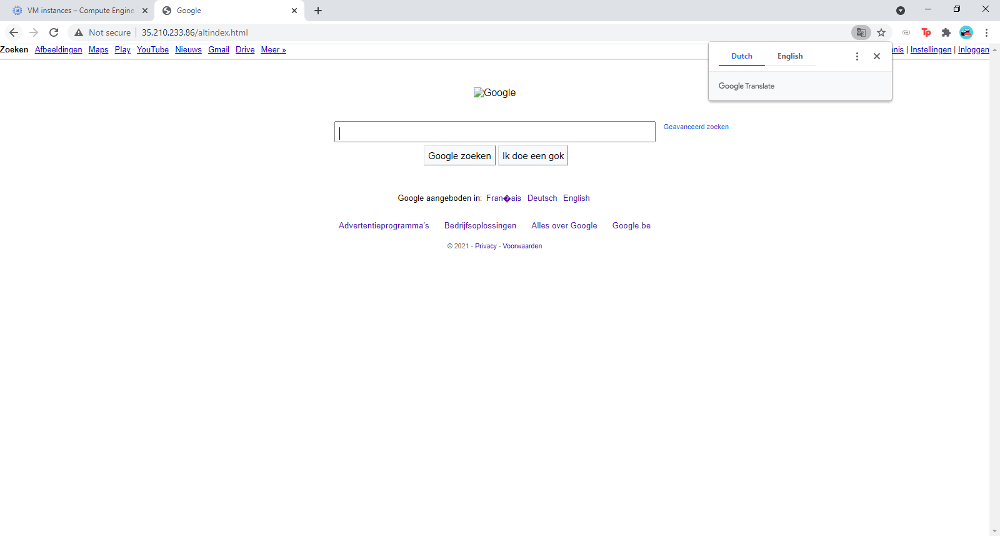 VM instances – Compute Engine
Google
Not secure
35.210.233.86/altindex.html
Zoeken Afbeeldingen Maps Play YouTube Nieuws Gmail Drive Meer »
| Instellingen | Inloggen
Dutch English
Google Translate
Google
Geavanceerd zoeken
Google zoeken Ik doe een gok
Google aangeboden in: Fran�ais Deutsch English
Advertentieprogramma's Bedrijfsoplossingen Alles over Google Google.be
© 2021 - Privacy - Voorwaarden